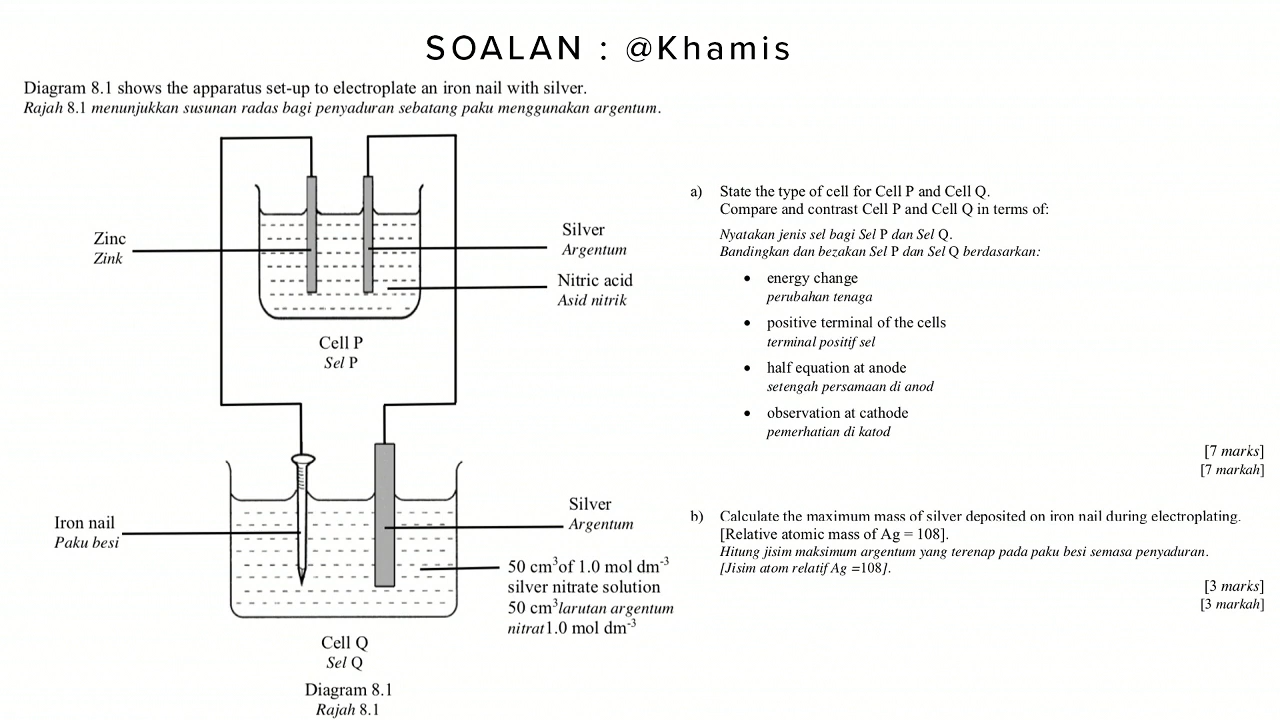 SOALAN : @Khamis
Diagram 8.1 shows the apparatus set-up to electroplate an iron nail with silver.
Rajah 8.1 menunjukkan susunan radas bagi penyaduran sebatang paku menggunakan argentum.
Zinc
Zink
Silver
Argentum
Nitric acid
Asid nitrik
Cell P
Sel P
Iron nail
Paku besi
Silver
Argentum
50 cm³of 1.0 mol dm⁻³
silver nitrate solution
50 cm³larutan argentum
nitrat1.0 mol dm⁻³
Cell Q
Sel Q
Diagram 8.1
Rajah 8.1
a) State the type of cell for Cell P and Cell Q.
Compare and contrast Cell P and Cell Q in terms of:
Nyatakan jenis sel bagi Sel P dan Sel Q.
Bandingkan dan bezakan Sel P dan Sel Q berdasarkan:
• energy change
perubahan tenaga
• positive terminal of the cells
terminal positif sel
• half equation at anode
setengah persamaan di anod
• observation at cathode
pemerhatian di katod
[7 marks]
[7 markah]
b) Calculate the maximum mass of silver deposited on iron nail during electroplating.
[Relative atomic mass of Ag = 108].
Hitung jisim maksimum argentum yang terenap pada paku besi semasa penyaduran.
[Jisim atom relatif Ag =108].
[3 marks]
[3 markah]